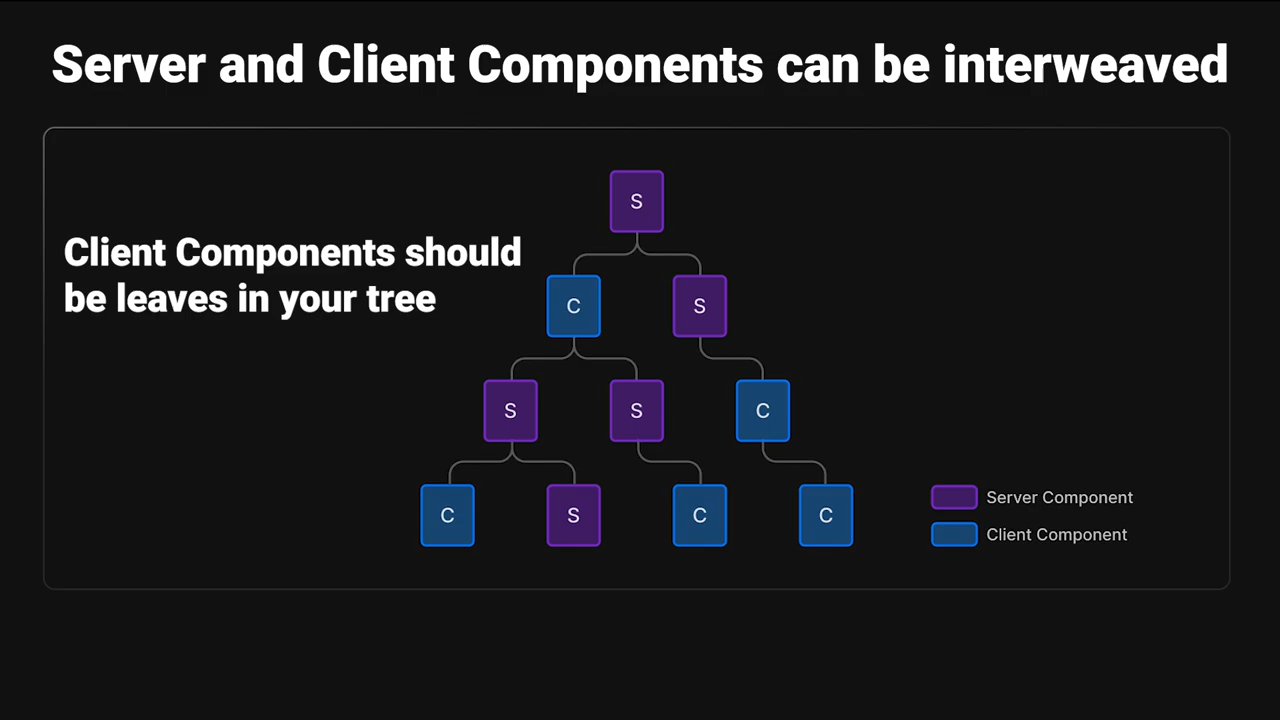 Server and Client Components can be interweaved
Client Components should
be leaves in your tree
S
C S
S S C
C S C C
Server Component
Client Component